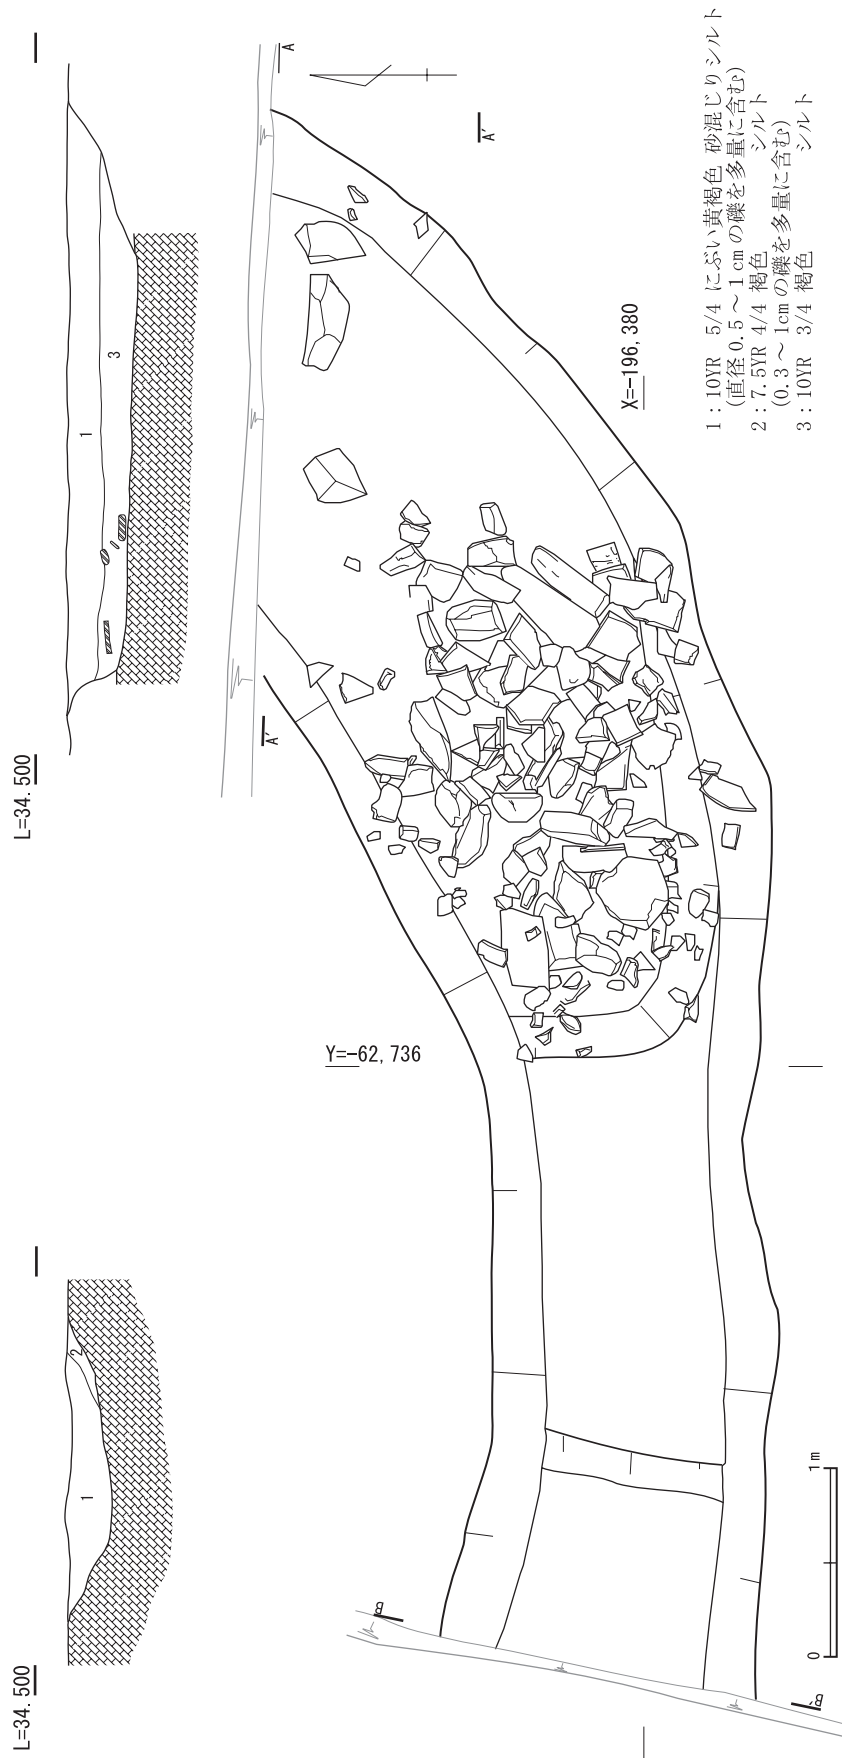 L=34.500
1
3
A
A'
A'
X=-196,380
1：10YR 5/4 にぶい黄褐色 砂混じりシルト
(直径 0.5～1cmの礫を多量に含む)
2：7.5YR 4/4 褐色 シルト
(0.3～1cmの礫を多量に含む)
3：10YR 3/4 褐色 シルト
Y=-62,736
L=34.500
1
2
B
B'
0
1m